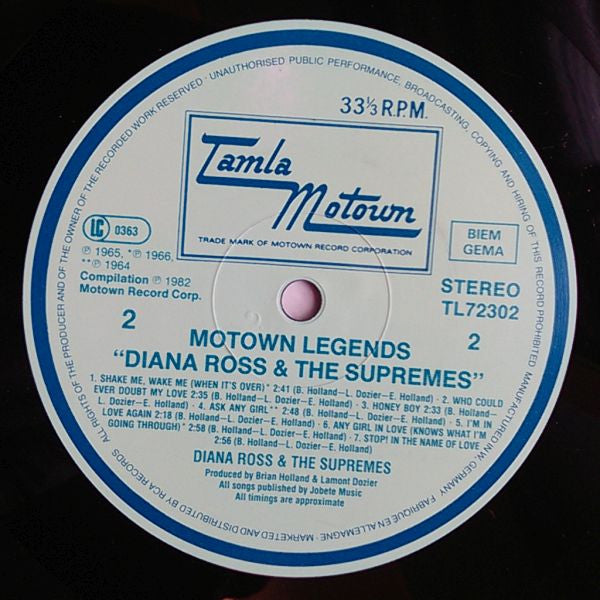 ALL RIGHTS OF THE PRODUCER AND OF THE OWNER OF THE RECORDED WORK RESERVED · UNAUTHORISED PUBLIC PERFORMANCE, BROADCASTING, COPYING AND HIRING OF THIS RECORD PROHIBITED
MANUFACTURED IN W. GERMANY FABRIQUÉ EN ALLEMAGNE · MARKETED AND DISTRIBUTED BY RCA RECORDS
33⅓ R.P.M.
Tamla
Motown
TRADE MARK OF MOTOWN RECORD CORPORATION
LC 0363
BIEM
GEMA
℗ 1965, *℗ 1966,
**℗ 1964
Compilation ℗ 1982
Motown Record Corp.
STEREO
TL72302
2
2
MOTOWN LEGENDS
"DIANA ROSS & THE SUPREMES"
1. SHAKE ME, WAKE ME (WHEN IT'S OVER)* 2:41 (B. Holland—L. Dozier—E. Holland) · 2. WHO COULD
EVER DOUBT MY LOVE 2:35 (B. Holland—L. Dozier—E. Holland) · 3. HONEY BOY 2:33 (B. Holland—
L. Dozier—E. Holland) · 4. ASK ANY GIRL** 2:48 (B. Holland—L. Dozier—E. Holland) · 5. I'M IN
LOVE AGAIN 2:18 (B. Holland—L. Dozier—E. Holland) · 6. ANY GIRL IN LOVE (KNOWS WHAT I'M
GOING THROUGH)* 2:58 (B. Holland—L. Dozier—E. Holland) · 7. STOP! IN THE NAME OF LOVE
2:56 (B. Holland—L. Dozier—E. Holland)
DIANA ROSS & THE SUPREMES
Produced by Brian Holland & Lamont Dozier
All songs published by Jobete Music
All timings are approximate